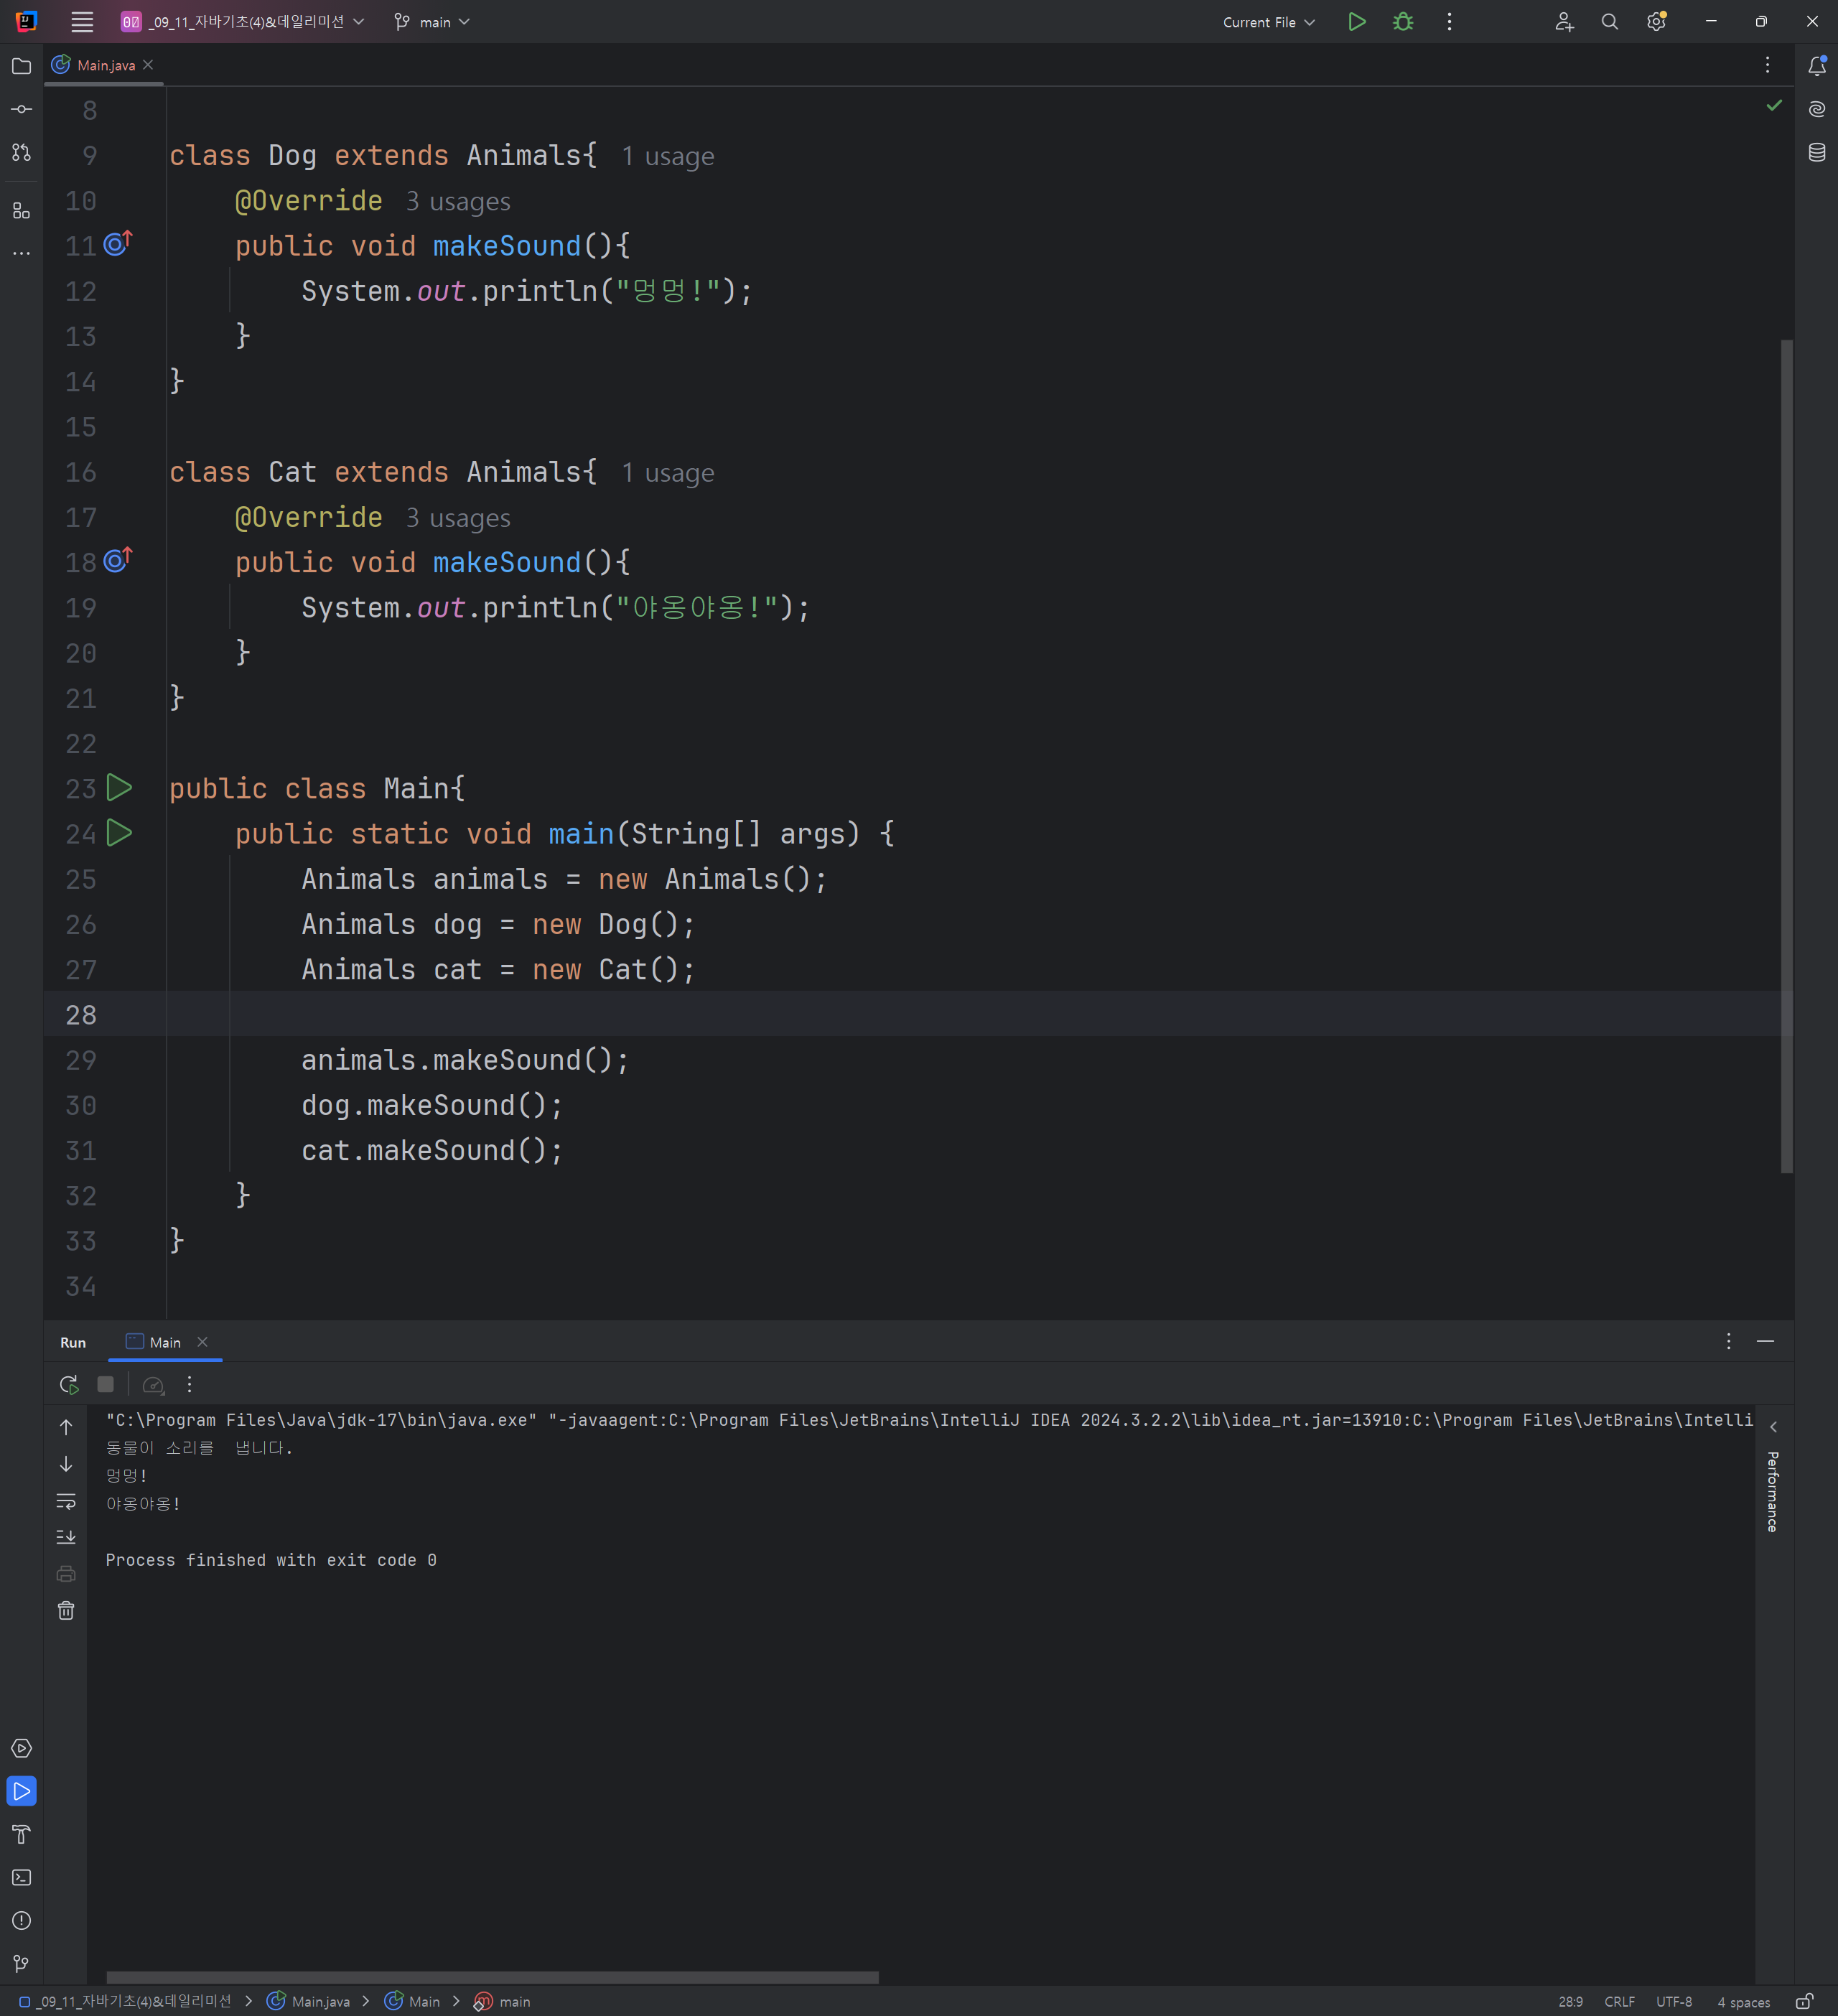 _09_11_자바기초(4)&데일리미션 main Current File
Main.java
8
9 class Dog extends Animals{ 1 usage
10 @Override 3 usages
11 public void makeSound(){
12 System.out.println("멍멍!");
13 }
14 }
15
16 class Cat extends Animals{ 1 usage
17 @Override 3 usages
18 public void makeSound(){
19 System.out.println("야옹야옹!");
20 }
21 }
22
23 public class Main{
24 public static void main(String[] args) {
25 Animals animals = new Animals();
26 Animals dog = new Dog();
27 Animals cat = new Cat();
28
29 animals.makeSound();
30 dog.makeSound();
31 cat.makeSound();
32 }
33 }
34
Run Main
"C:\Program Files\Java\jdk-17\bin\java.exe" "-javaagent:C:\Program Files\JetBrains\IntelliJ IDEA 2024.3.2.2\lib\idea_rt.jar=13910:C:\Program Files\JetBrains\Intelli
동물이 소리를  냅니다.
멍멍!
야옹야옹!
Process finished with exit code 0
Performance
_09_11_자바기초(4)&데일리미션 > Main.java > Main > main 28:9 CRLF UTF-8 4 spaces